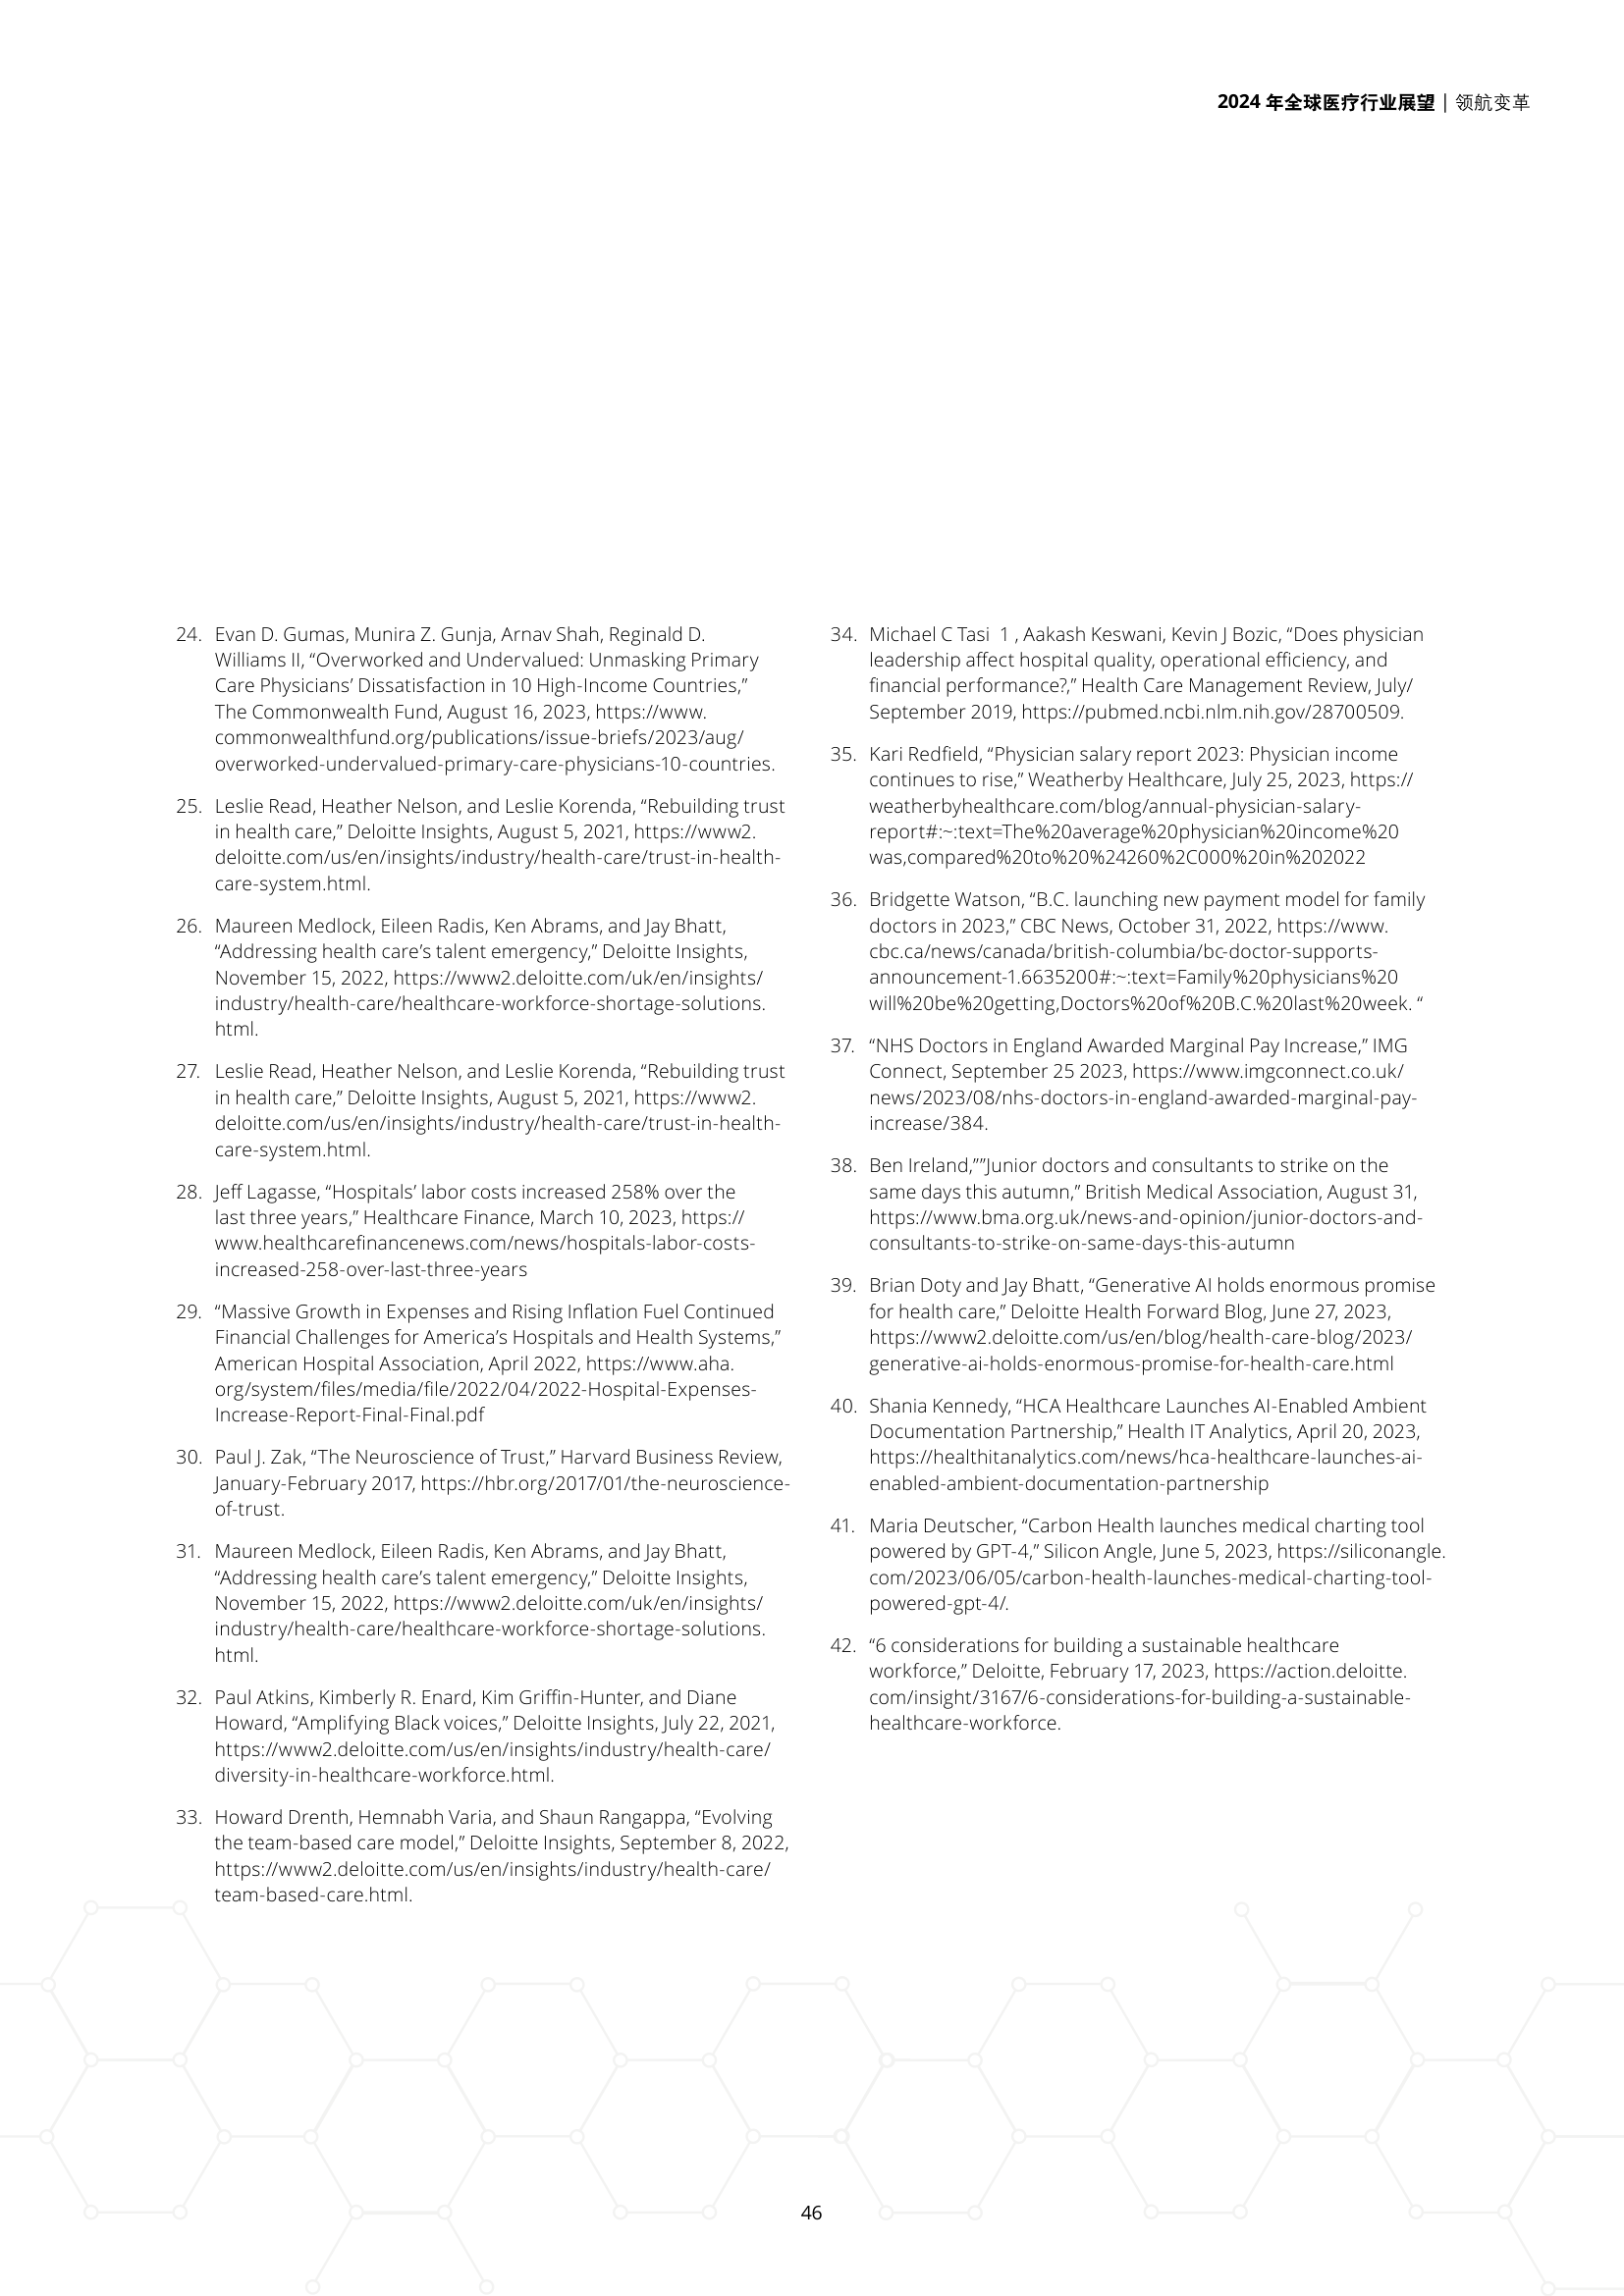 2024 年全球医疗行业展望 | 领航变革
24. Evan D. Gumas, Munira Z. Gunja, Arnav Shah, Reginald D.
Williams II, “Overworked and Undervalued: Unmasking Primary
Care Physicians’ Dissatisfaction in 10 High-Income Countries,”
The Commonwealth Fund, August 16, 2023, https://www.
commonwealthfund.org/publications/issue-briefs/2023/aug/
overworked-undervalued-primary-care-physicians-10-countries.
25. Leslie Read, Heather Nelson, and Leslie Korenda, “Rebuilding trust
in health care,” Deloitte Insights, August 5, 2021, https://www2.
deloitte.com/us/en/insights/industry/health-care/trust-in-health-
care-system.html.
26. Maureen Medlock, Eileen Radis, Ken Abrams, and Jay Bhatt,
“Addressing health care’s talent emergency,” Deloitte Insights,
November 15, 2022, https://www2.deloitte.com/uk/en/insights/
industry/health-care/healthcare-workforce-shortage-solutions.
html.
27. Leslie Read, Heather Nelson, and Leslie Korenda, “Rebuilding trust
in health care,” Deloitte Insights, August 5, 2021, https://www2.
deloitte.com/us/en/insights/industry/health-care/trust-in-health-
care-system.html.
28. Jeff Lagasse, “Hospitals’ labor costs increased 258% over the
last three years,” Healthcare Finance, March 10, 2023, https://
www.healthcarefinancenews.com/news/hospitals-labor-costs-
increased-258-over-last-three-years
29. “Massive Growth in Expenses and Rising Inflation Fuel Continued
Financial Challenges for America’s Hospitals and Health Systems,”
American Hospital Association, April 2022, https://www.aha.
org/system/files/media/file/2022/04/2022-Hospital-Expenses-
Increase-Report-Final-Final.pdf
30. Paul J. Zak, “The Neuroscience of Trust,” Harvard Business Review,
January-February 2017, https://hbr.org/2017/01/the-neuroscience-
of-trust.
31. Maureen Medlock, Eileen Radis, Ken Abrams, and Jay Bhatt,
“Addressing health care’s talent emergency,” Deloitte Insights,
November 15, 2022, https://www2.deloitte.com/uk/en/insights/
industry/health-care/healthcare-workforce-shortage-solutions.
html.
32. Paul Atkins, Kimberly R. Enard, Kim Griffin-Hunter, and Diane
Howard, “Amplifying Black voices,” Deloitte Insights, July 22, 2021,
https://www2.deloitte.com/us/en/insights/industry/health-care/
diversity-in-healthcare-workforce.html.
33. Howard Drenth, Hemnabh Varia, and Shaun Rangappa, “Evolving
the team-based care model,” Deloitte Insights, September 8, 2022,
https://www2.deloitte.com/us/en/insights/industry/health-care/
team-based-care.html.
34. Michael C Tasi 1 , Aakash Keswani, Kevin J Bozic, “Does physician
leadership affect hospital quality, operational efficiency, and
financial performance?,” Health Care Management Review, July/
September 2019, https://pubmed.ncbi.nlm.nih.gov/28700509.
35. Kari Redfield, “Physician salary report 2023: Physician income
continues to rise,” Weatherby Healthcare, July 25, 2023, https://
weatherbyhealthcare.com/blog/annual-physician-salary-
report#:~:text=The%20average%20physician%20income%20
was,compared%20to%20%24260%2C000%20in%202022
36. Bridgette Watson, “B.C. launching new payment model for family
doctors in 2023,” CBC News, October 31, 2022, https://www.
cbc.ca/news/canada/british-columbia/bc-doctor-supports-
announcement-1.6635200#:~:text=Family%20physicians%20
will%20be%20getting,Doctors%20of%20B.C.%20last%20week. “
37. “NHS Doctors in England Awarded Marginal Pay Increase,” IMG
Connect, September 25 2023, https://www.imgconnect.co.uk/
news/2023/08/nhs-doctors-in-england-awarded-marginal-pay-
increase/384.
38. Ben Ireland,””Junior doctors and consultants to strike on the
same days this autumn,” British Medical Association, August 31,
https://www.bma.org.uk/news-and-opinion/junior-doctors-and-
consultants-to-strike-on-same-days-this-autumn
39. Brian Doty and Jay Bhatt, “Generative AI holds enormous promise
for health care,” Deloitte Health Forward Blog, June 27, 2023,
https://www2.deloitte.com/us/en/blog/health-care-blog/2023/
generative-ai-holds-enormous-promise-for-health-care.html
40. Shania Kennedy, “HCA Healthcare Launches AI-Enabled Ambient
Documentation Partnership,” Health IT Analytics, April 20, 2023,
https://healthitanalytics.com/news/hca-healthcare-launches-ai-
enabled-ambient-documentation-partnership
41. Maria Deutscher, “Carbon Health launches medical charting tool
powered by GPT-4,” Silicon Angle, June 5, 2023, https://siliconangle.
com/2023/06/05/carbon-health-launches-medical-charting-tool-
powered-gpt-4/.
42. “6 considerations for building a sustainable healthcare
workforce,” Deloitte, February 17, 2023, https://action.deloitte.
com/insight/3167/6-considerations-for-building-a-sustainable-
healthcare-workforce.
46